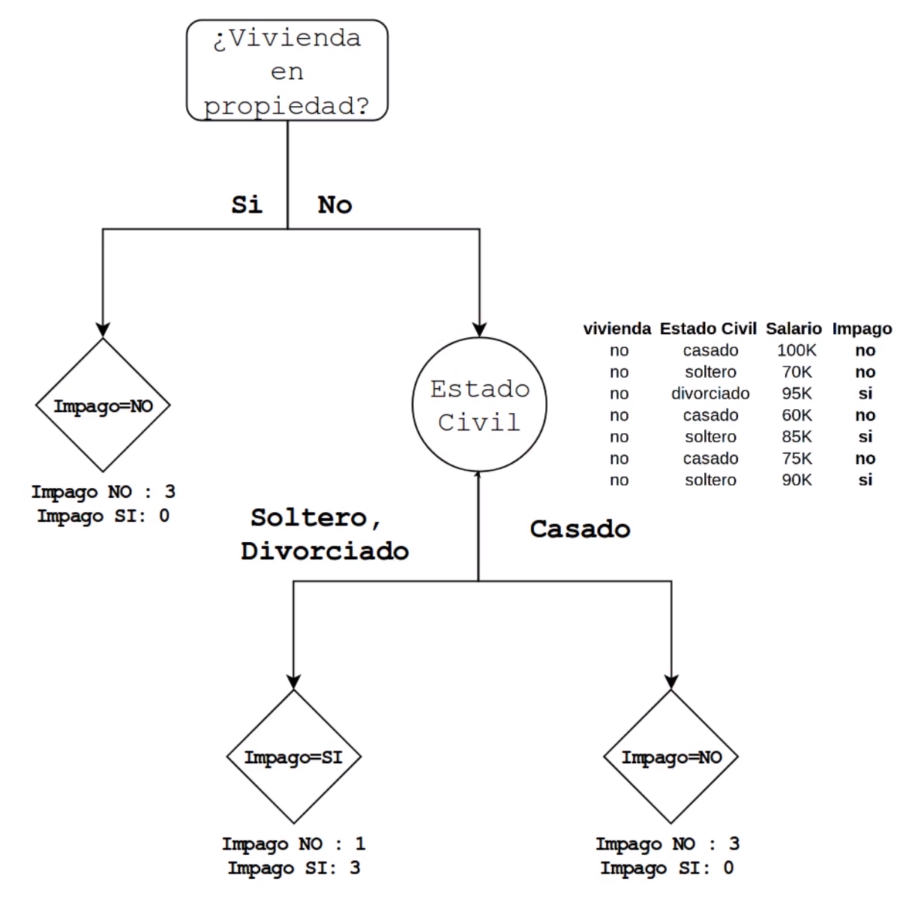 ¿Vivienda
en
propiedad?
Si No
vivienda Estado Civil Salario Impago
no casado 100K no
no soltero 70K no
no divorciado 95K si
no casado 60K no
no soltero 85K si
no casado 75K no
no soltero 90K si
Impago=NO
Impago NO : 3
Impago SI: 0
Estado
Civil
Soltero,
Divorciado
Casado
Impago=SI
Impago NO : 1
Impago SI: 3
Impago=NO
Impago NO : 3
Impago SI: 0